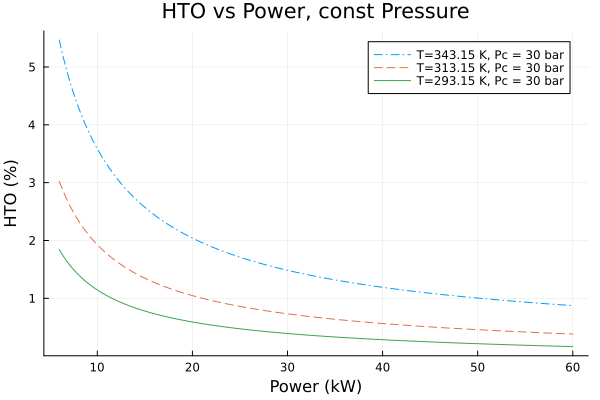 HTO vs Power, const Pressure
T=343.15 K, Pc = 30 bar
T=313.15 K, Pc = 30 bar
T=293.15 K, Pc = 30 bar
HTO (%)
5
4
3
2
1
10 20 30 40 50 60
Power (kW)